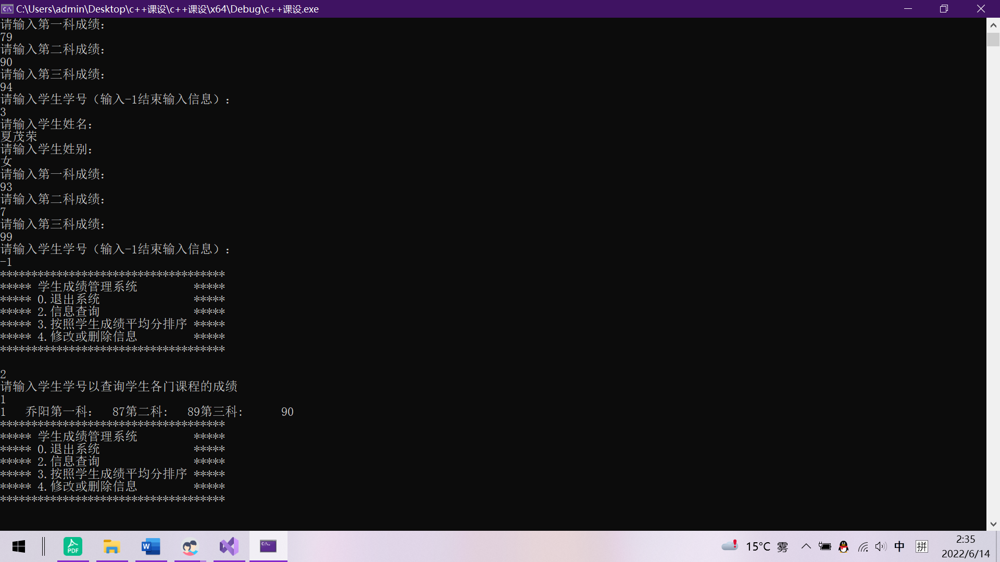 C:\Users\admin\Desktop\c++课设\c++课设\x64\Debug\c++课设.exe
请输入第一科成绩：
79
请输入第二科成绩：
90
请输入第三科成绩：
94
请输入学生学号（输入-1结束输入信息）：
3
请输入学生姓名：
夏茂荣
请输入学生姓别：
女
请输入第一科成绩：
93
请输入第二科成绩：
7
请输入第三科成绩：
99
请输入学生学号（输入-1结束输入信息）：
-1
************************************
***** 学生成绩管理系统         *****
***** 0.退出系统               *****
***** 2.信息查询               *****
***** 3.按照学生成绩平均分排序 *****
***** 4.修改或删除信息         *****
************************************
2
请输入学生学号以查询学生各门课程的成绩
1
1   乔阳第一科：  87第二科:   89第三科:      90
************************************
***** 学生成绩管理系统         *****
***** 0.退出系统               *****
***** 2.信息查询               *****
***** 3.按照学生成绩平均分排序 *****
***** 4.修改或删除信息         *****
************************************
PDF
W
15°C 雾
中
拼
2:35
2022/6/14